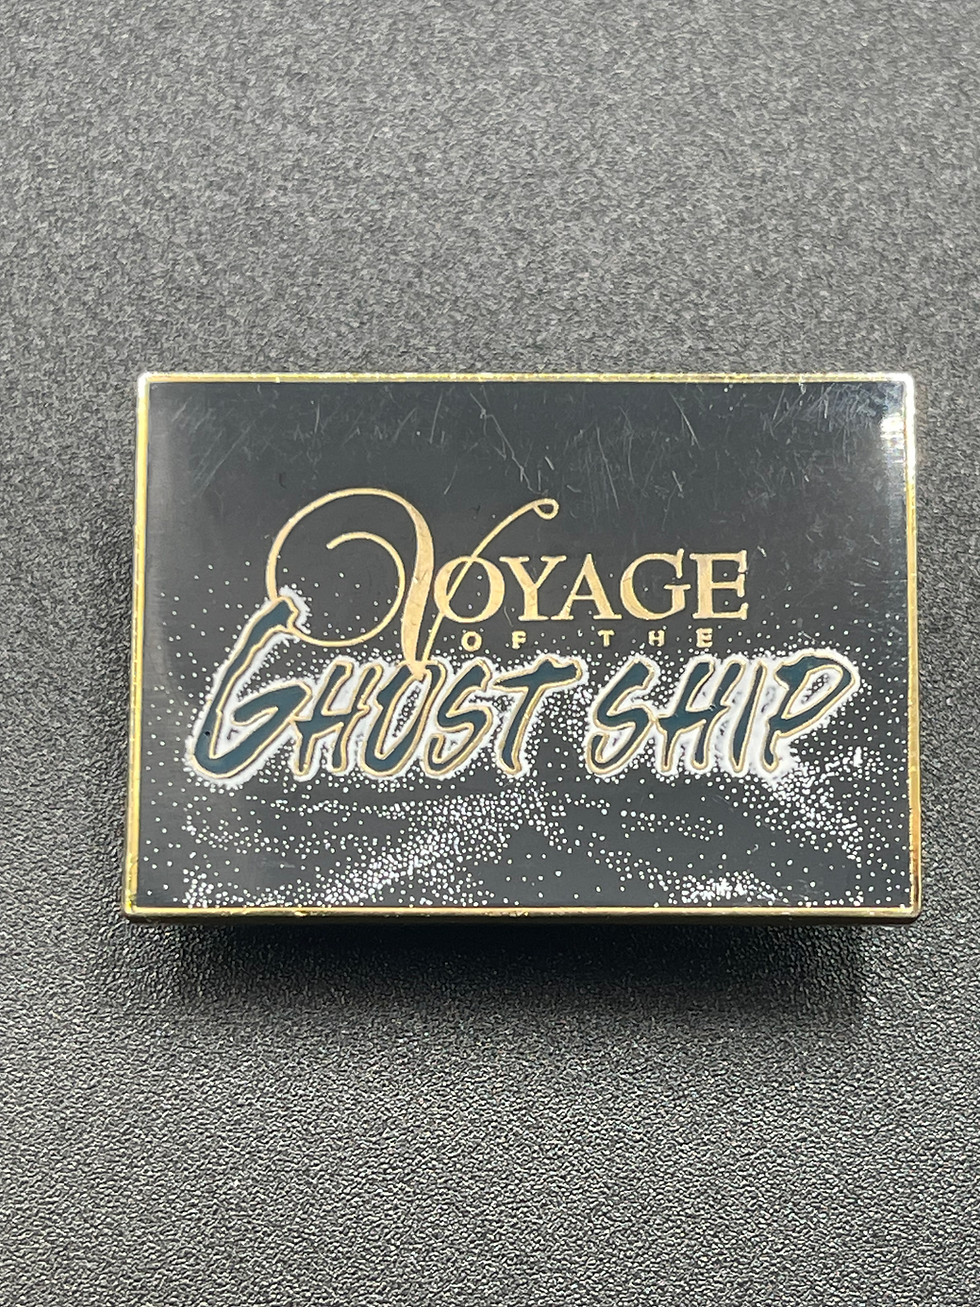 VOYAGE
OF THE
GHOST SHIP